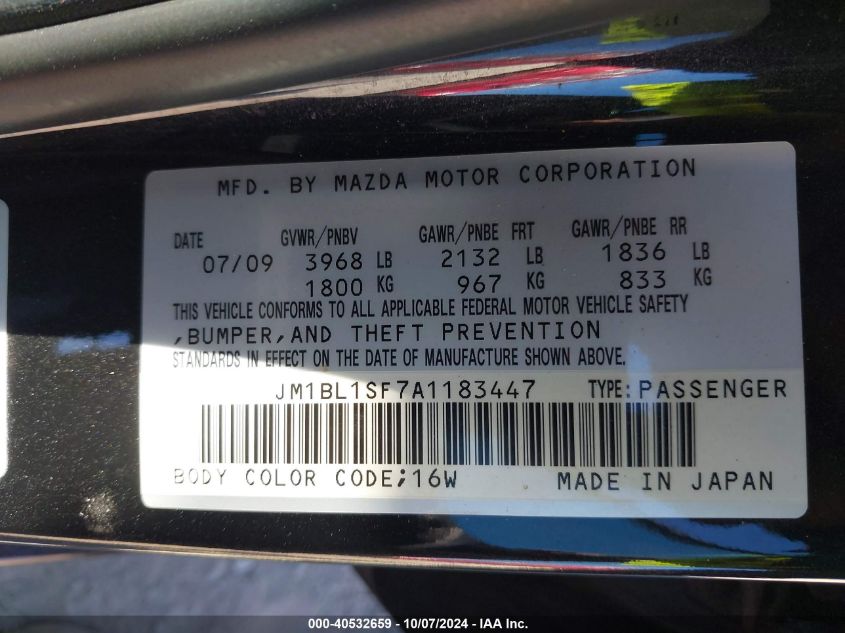 MFD. BY MAZDA MOTOR CORPORATION
DATE GVWR/PNBV GAWR/PNBE FRT GAWR/PNBE RR
07/09 3968 LB 2132 LB 1836 LB
1800 KG 967 KG 833 KG
THIS VEHICLE CONFORMS TO ALL APPLICABLE FEDERAL MOTOR VEHICLE SAFETY
,BUMPER,AND THEFT PREVENTION
STANDARDS IN EFFECT ON THE DATE OF MANUFACTURE SHOWN ABOVE.
JM1BL1SF7A1183447 TYPE:PASSENGER
BODY COLOR CODE;16W MADE IN JAPAN
000-40532659 - 10/07/2024 - IAA Inc.